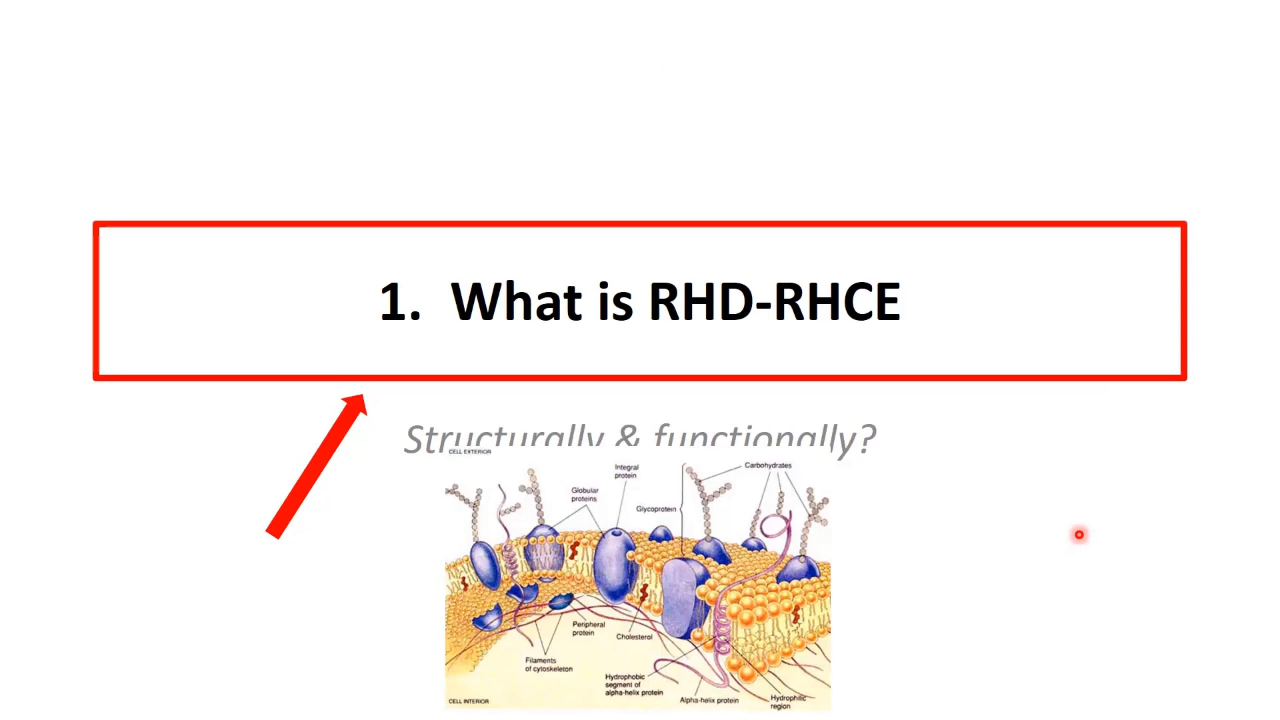 1. What is RHD-RHCE
Structurally & functionally?
CELL EXTERIOR
Integral
protein
Carbohydrates
Globular
proteins
Glycoprotein
Peripheral
protein
Cholesterol
Filaments
of cytoskeleton
Hydrophobic
segment of
alpha-helix protein
Alpha-helix protein
Hydrophilic
region
CELL INTERIOR